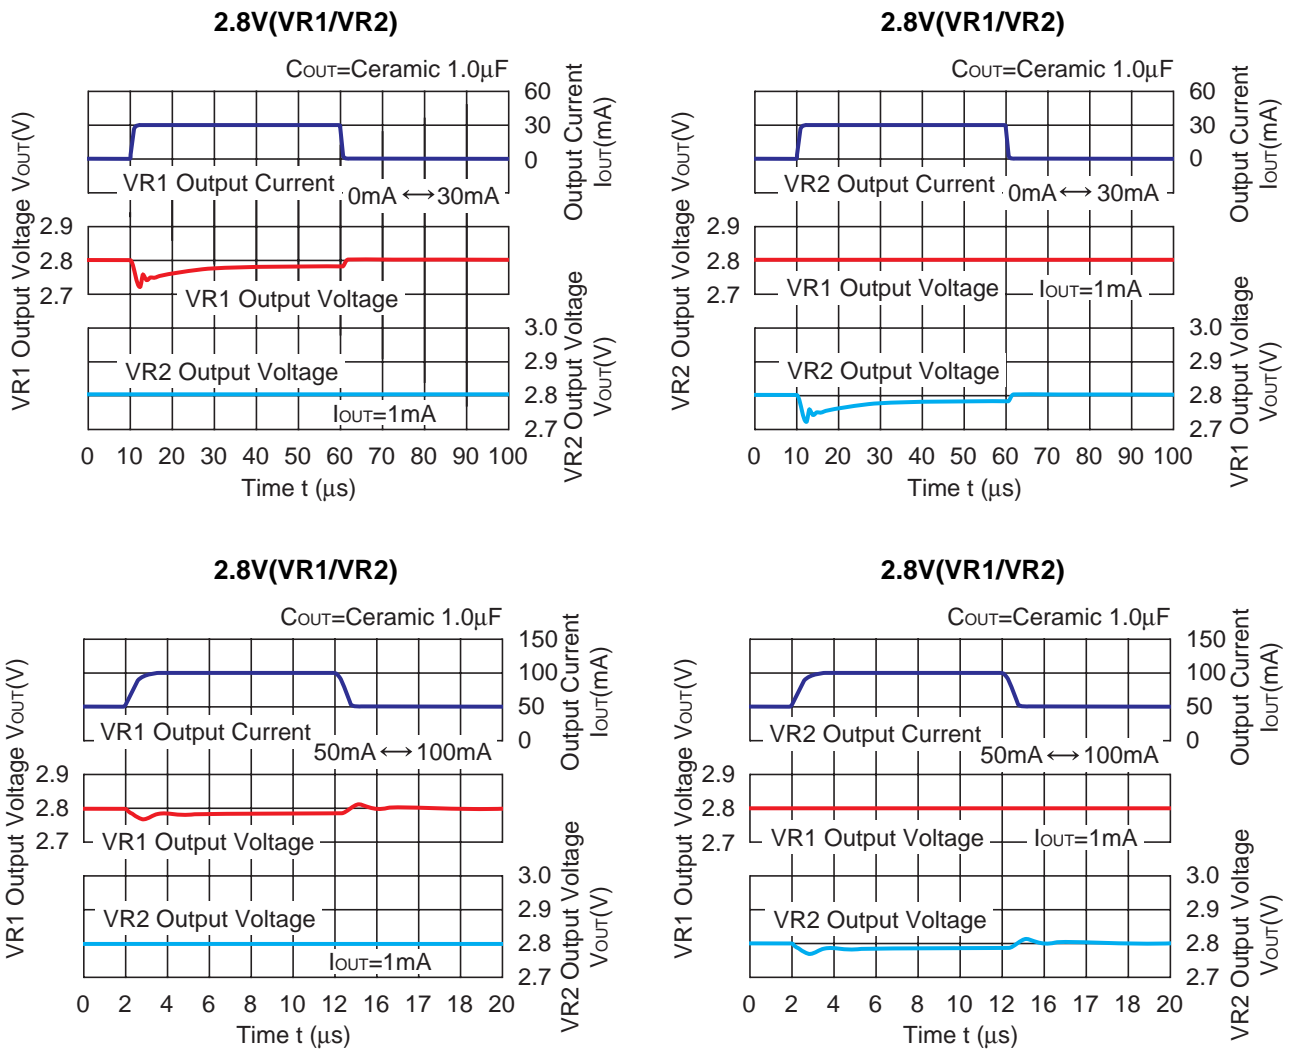 2.8V(VR1/VR2)
COUT=Ceramic 1.0μF
60
30
0
Output Current
IOUT(mA)
VR1 Output Current
0mA ↔ 30mA
VR1 Output Voltage VOUT(V)
2.9
2.8
2.7
VR1 Output Voltage
3.0
2.9
2.8
2.7
VR2 Output Voltage
VOUT(V)
VR2 Output Voltage
IOUT=1mA
0 10 20 30 40 50 60 70 80 90 100
Time t (μs)
2.8V(VR1/VR2)
COUT=Ceramic 1.0μF
60
30
0
Output Current
IOUT(mA)
VR2 Output Current
0mA ↔ 30mA
VR2 Output Voltage VOUT(V)
2.9
2.8
2.7
VR1 Output Voltage
IOUT=1mA
3.0
2.9
2.8
2.7
VR1 Output Voltage
VOUT(V)
VR2 Output Voltage
0 10 20 30 40 50 60 70 80 90 100
Time t (μs)
2.8V(VR1/VR2)
COUT=Ceramic 1.0μF
150
100
50
0
Output Current
IOUT(mA)
VR1 Output Current
50mA ↔ 100mA
VR1 Output Voltage VOUT(V)
2.9
2.8
2.7
VR1 Output Voltage
3.0
2.9
2.8
2.7
VR2 Output Voltage
VOUT(V)
VR2 Output Voltage
IOUT=1mA
0 2 4 6 8 10 12 16 17 18 20
Time t (μs)
2.8V(VR1/VR2)
COUT=Ceramic 1.0μF
150
100
50
0
Output Current
IOUT(mA)
VR2 Output Current
50mA ↔ 100mA
VR1 Output Voltage VOUT(V)
2.9
2.8
2.7
VR1 Output Voltage
IOUT=1mA
3.0
2.9
2.8
2.7
VR2 Output Voltage
VOUT(V)
VR2 Output Voltage
0 2 4 6 8 10 12 16 17 18 20
Time t (μs)